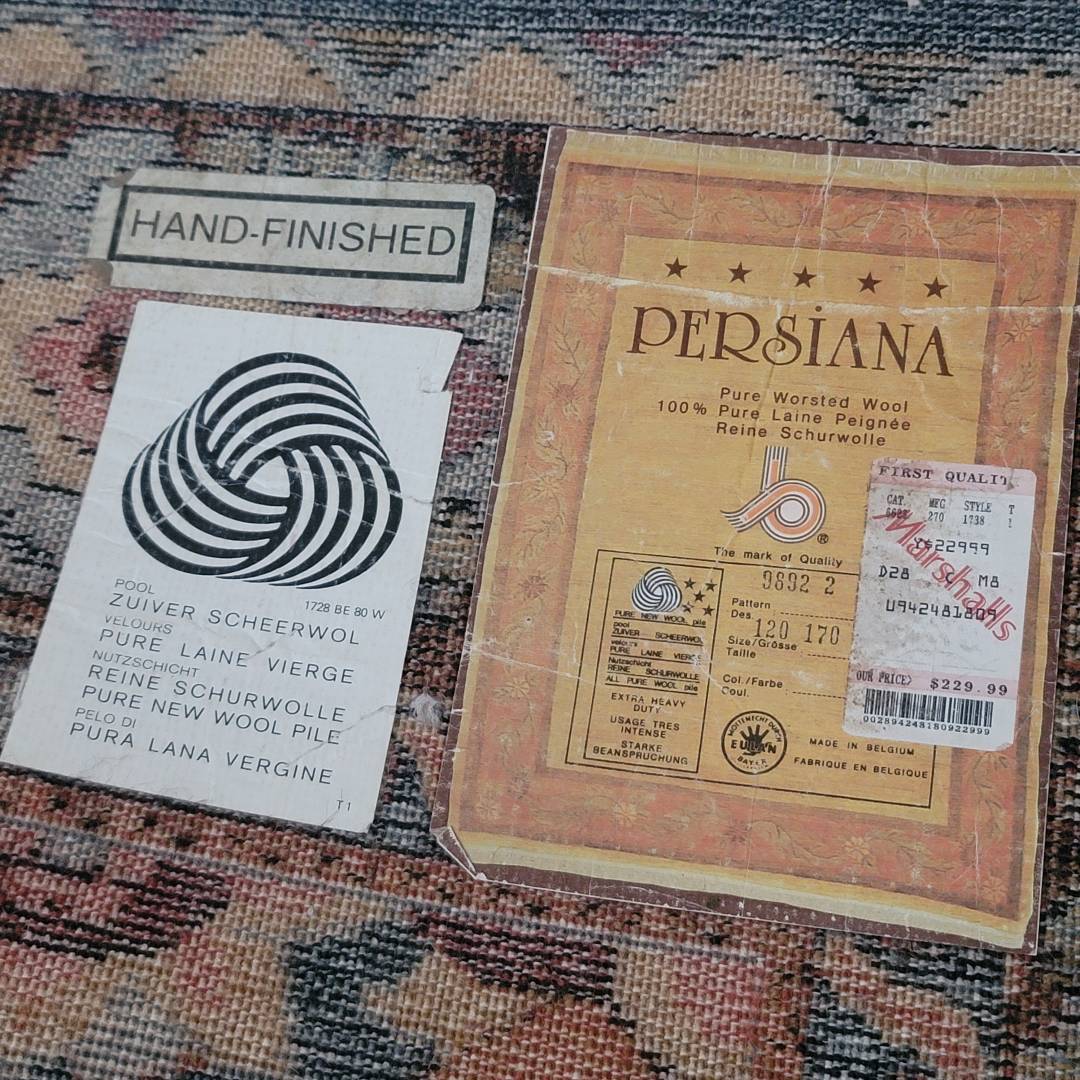 HAND-FINISHED
POOL
1728 BE 80 W
ZUIVER SCHEERWOL
VELOURS
PURE LAINE VIERGE
NUTZSCHICHT
REINE SCHURWOLLE
PURE NEW WOOL PILE
PELO DI
PURA LANA VERGINE
T1
PERSIANA
Pure Worsted Wool
100% Pure Laine Peignée
Reine Schurwolle
®
The mark of Quality
PURE NEW WOOL pile
pool
ZUIVER SCHEERWOL
velours
PURE LAINE VIERGE
Nutzschicht
REINE SCHURWOLLE
ALL PURE WOOL pile
EXTRA HEAVY
DUTY
USAGE TRES
INTENSE
STARKE
BEANSPRUCHUNG
9892 2
Pattern
Des.
120 170
Size/Grösse
Taille
Col./Farbe
Coul.
MOTTENECHT DURCH
EULAN
BAYER
MADE IN BELGIUM
FABRIQUE EN BELGIQUE
FIRST QUALIT
CAT. MFG STYLE T
270 1738 1
Marshalls
Y$22999
D28 C M8
U942481809
OUR PRICE> $229.99
002894248180922999